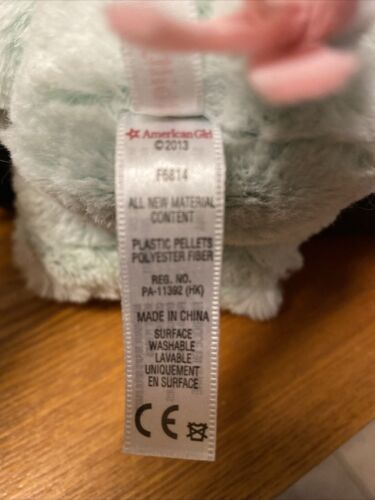 American Girl
©2013
F6814
ALL NEW MATERIAL
CONTENT
PLASTIC PELLETS
POLYESTER FIBER
REG. NO.
PA-11392 (HK)
MADE IN CHINA
SURFACE
WASHABLE
LAVABLE
UNIQUEMENT
EN SURFACE
CE